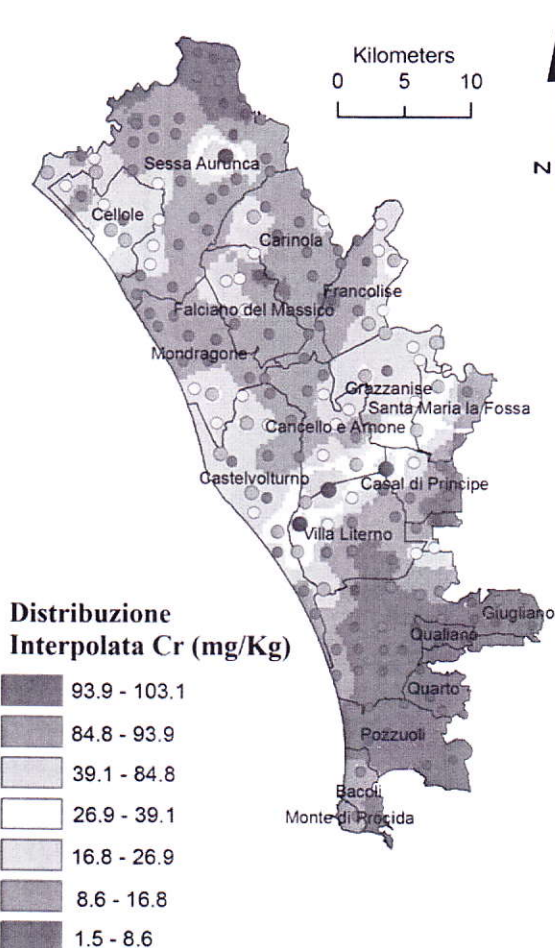 Kilometers
0 5 10
N
Sessa Aurunca
Cellole
Carinola
Francolise
Falciano del Massico
Mondragone
Grazzanise
Santa Maria la Fossa
Cancello e Arnone
Castelvolturno
Casal di Principe
Villa Literno
Giugliano
Qualiano
Quarto
Pozzuoli
Bacoli
Monte di Procida
Distribuzione
Interpolata Cr (mg/Kg)
93.9 - 103.1
84.8 - 93.9
39.1 - 84.8
26.9 - 39.1
16.8 - 26.9
8.6 - 16.8
1.5 - 8.6